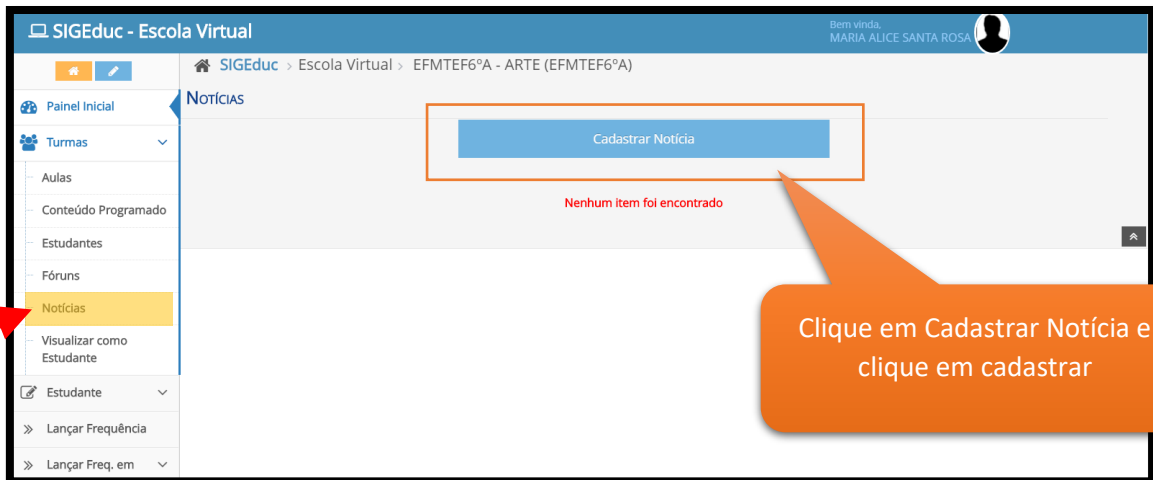 SIGEduc - Escola Virtual
Bem vinda,
MARIA ALICE SANTA ROSA
SIGEduc > Escola Virtual > EFMTEF6ºA - ARTE (EFMTEF6ºA)
Painel Inicial
NOTÍCIAS
Cadastrar Notícia
Turmas
Aulas
Conteúdo Programado
Nenhum item foi encontrado
Estudantes
Fóruns
Notícias
Visualizar como
Estudante
Clique em Cadastrar Notícia e
clique em cadastrar
Estudante
Lançar Frequência
Lançar Freq. em